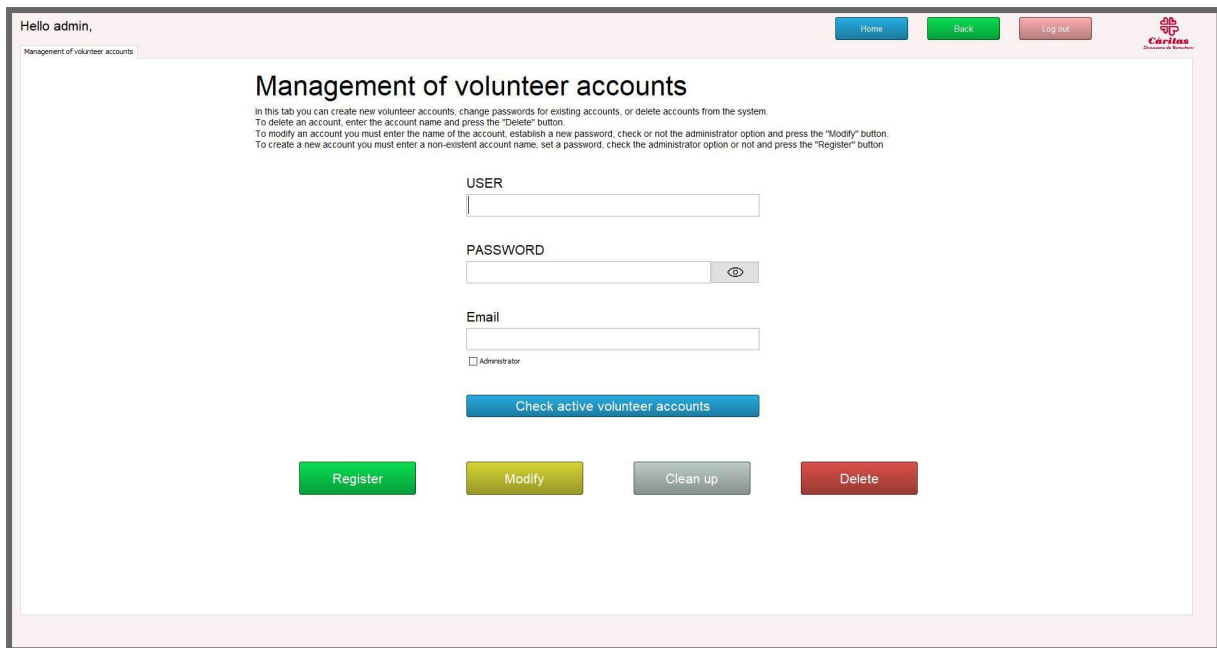 Hello admin,
Home
Back
Log out
Càritas
Management of volunteer accounts
Management of volunteer accounts
In this tab you can create new volunteer accounts, change passwords for existing accounts, or delete accounts from the system.
To delete an account, enter the account name and press the "Delete" button.
To modify an account you must enter the name of the account, establish a new password, check or not the administrator option and press the "Modify" button.
To create a new account you must enter a non-existent account name, set a password, check the administrator option or not and press the "Register" button
USER
PASSWORD
Email
Administrator
Check active volunteer accounts
Register
Modify
Clean up
Delete